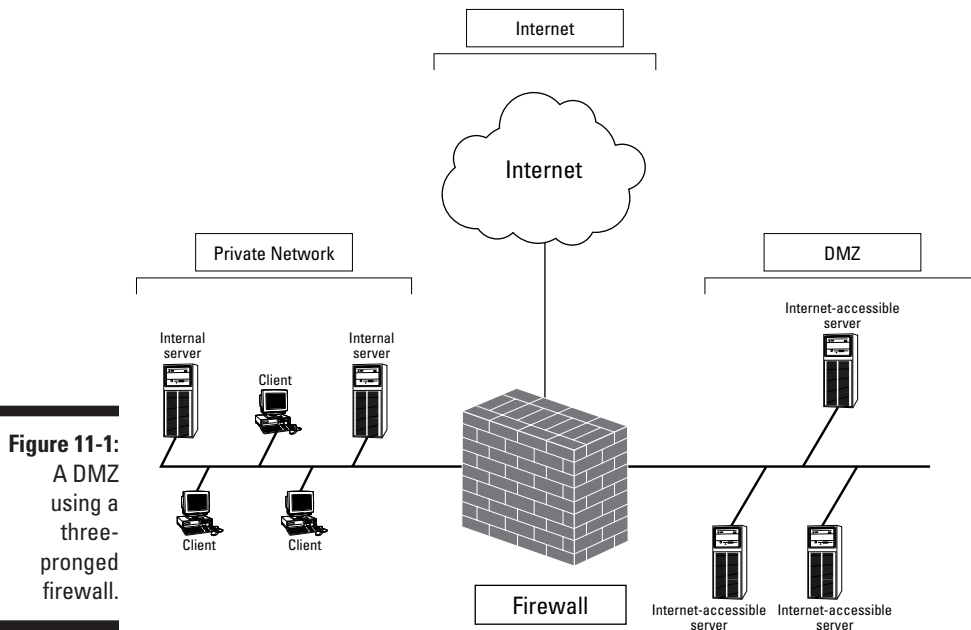 Internet
Internet
Private Network
DMZ
Internet-accessible
server
Internal
server
Internal
server
Client
Figure 11-1:
A DMZ
using a
three-
pronged
firewall.
Client
Client
Firewall
Internet-accessible
server
Internet-accessible
server